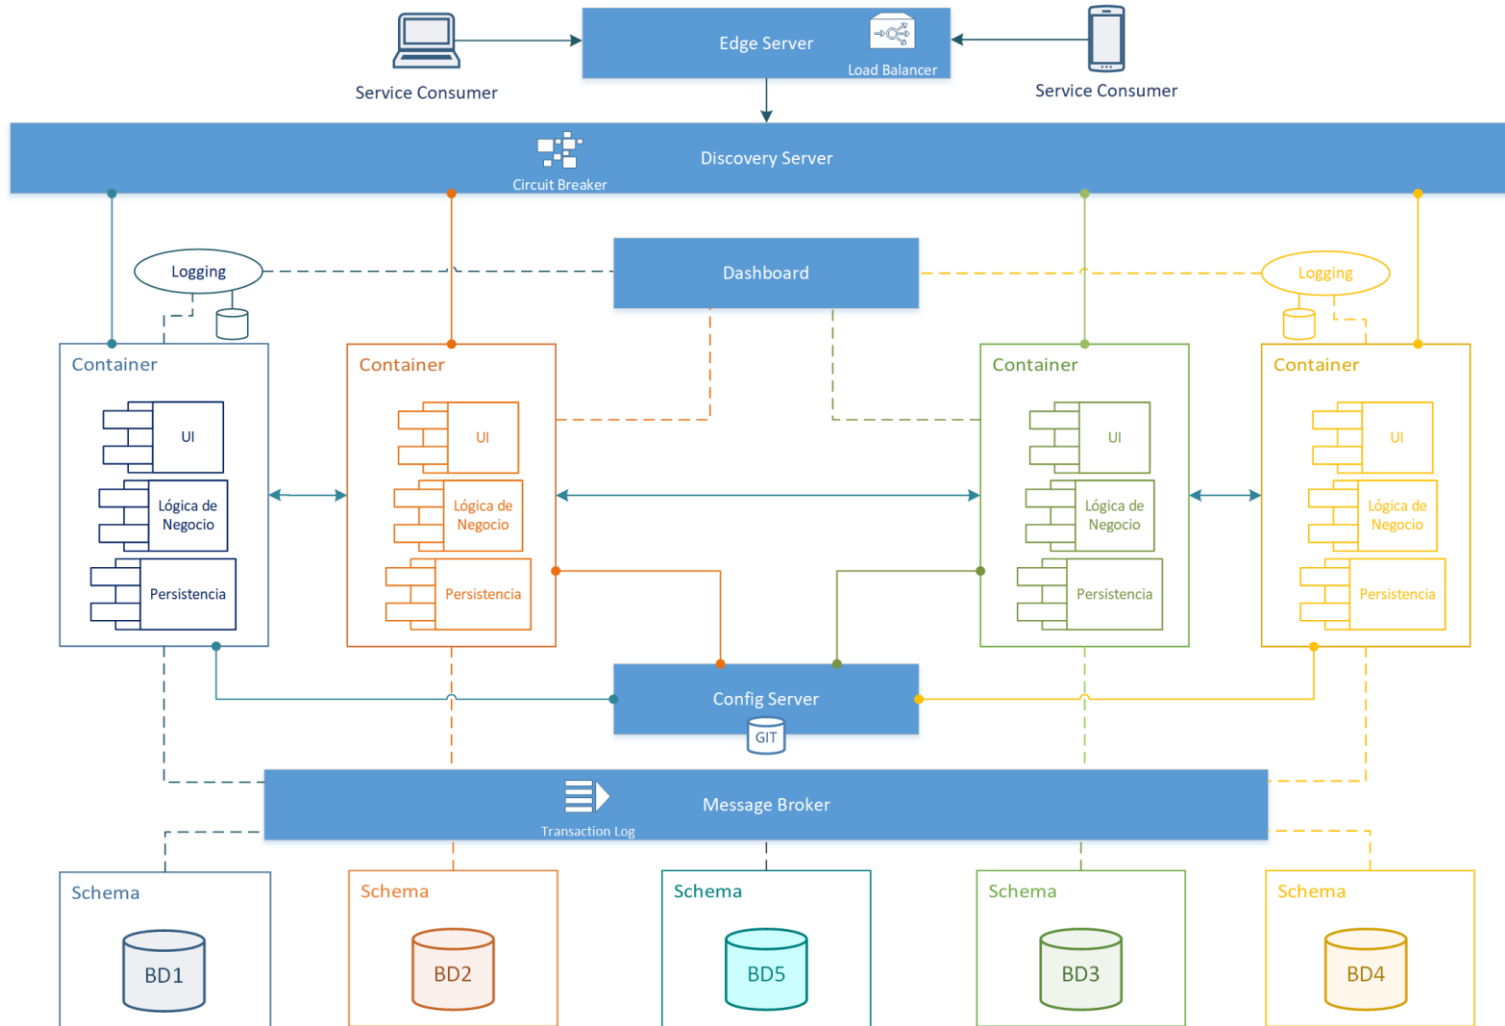 Edge Server
Load Balancer
Service Consumer
Service Consumer
Discovery Server
Circuit Breaker
Logging
Dashboard
Logging
Container
UI
Lógica de
Negocio
Persistencia
Container
UI
Lógica de
Negocio
Persistencia
Container
UI
Lógica de
Negocio
Persistencia
Container
UI
Lógica de
Negocio
Persistencia
Config Server
GIT
Message Broker
Transaction Log
Schema
BD1
Schema
BD2
Schema
BD5
Schema
BD3
Schema
BD4